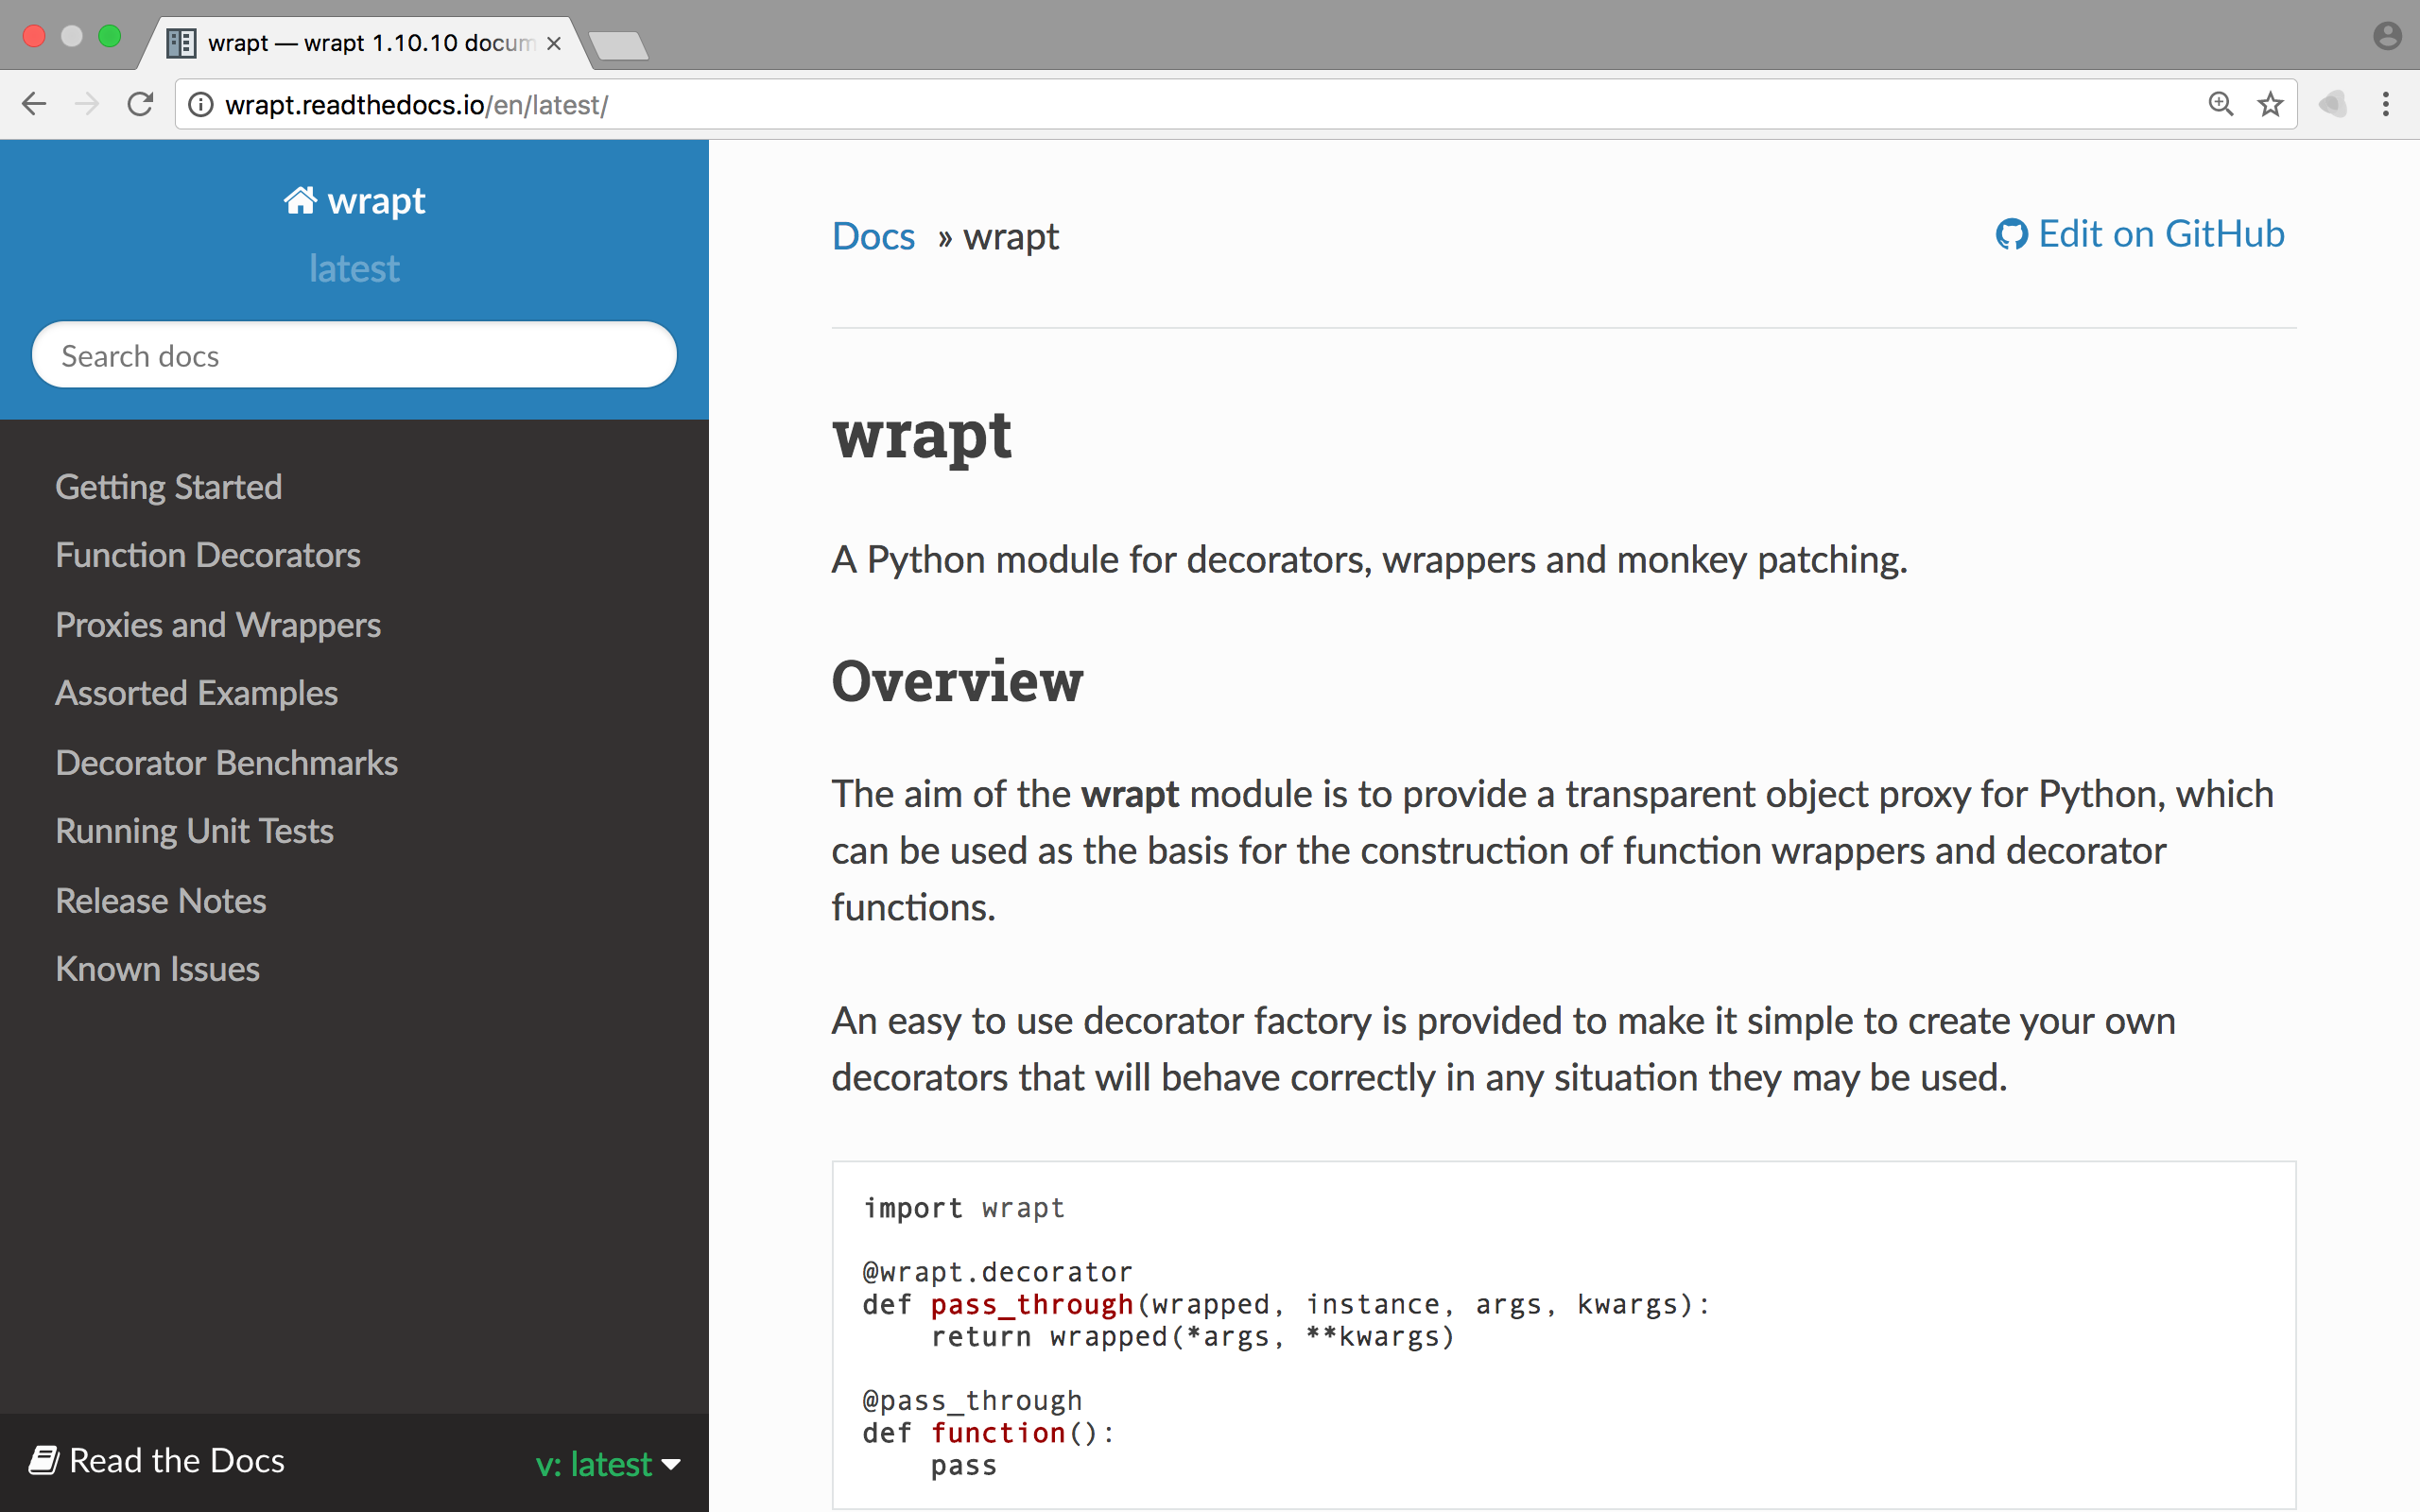 wrapt — wrapt 1.10.10 docum
wrapt.readthedocs.io/en/latest/
wrapt
latest
Search docs
Getting Started
Function Decorators
Proxies and Wrappers
Assorted Examples
Decorator Benchmarks
Running Unit Tests
Release Notes
Known Issues
Read the Docs
v: latest
Docs » wrapt
Edit on GitHub
wrapt
A Python module for decorators, wrappers and monkey patching.
Overview
The aim of the wrapt module is to provide a transparent object proxy for Python, which
can be used as the basis for the construction of function wrappers and decorator
functions.
An easy to use decorator factory is provided to make it simple to create your own
decorators that will behave correctly in any situation they may be used.
import wrapt
@wrapt.decorator
def pass_through(wrapped, instance, args, kwargs):
    return wrapped(*args, **kwargs)
@pass_through
def function():
    pass